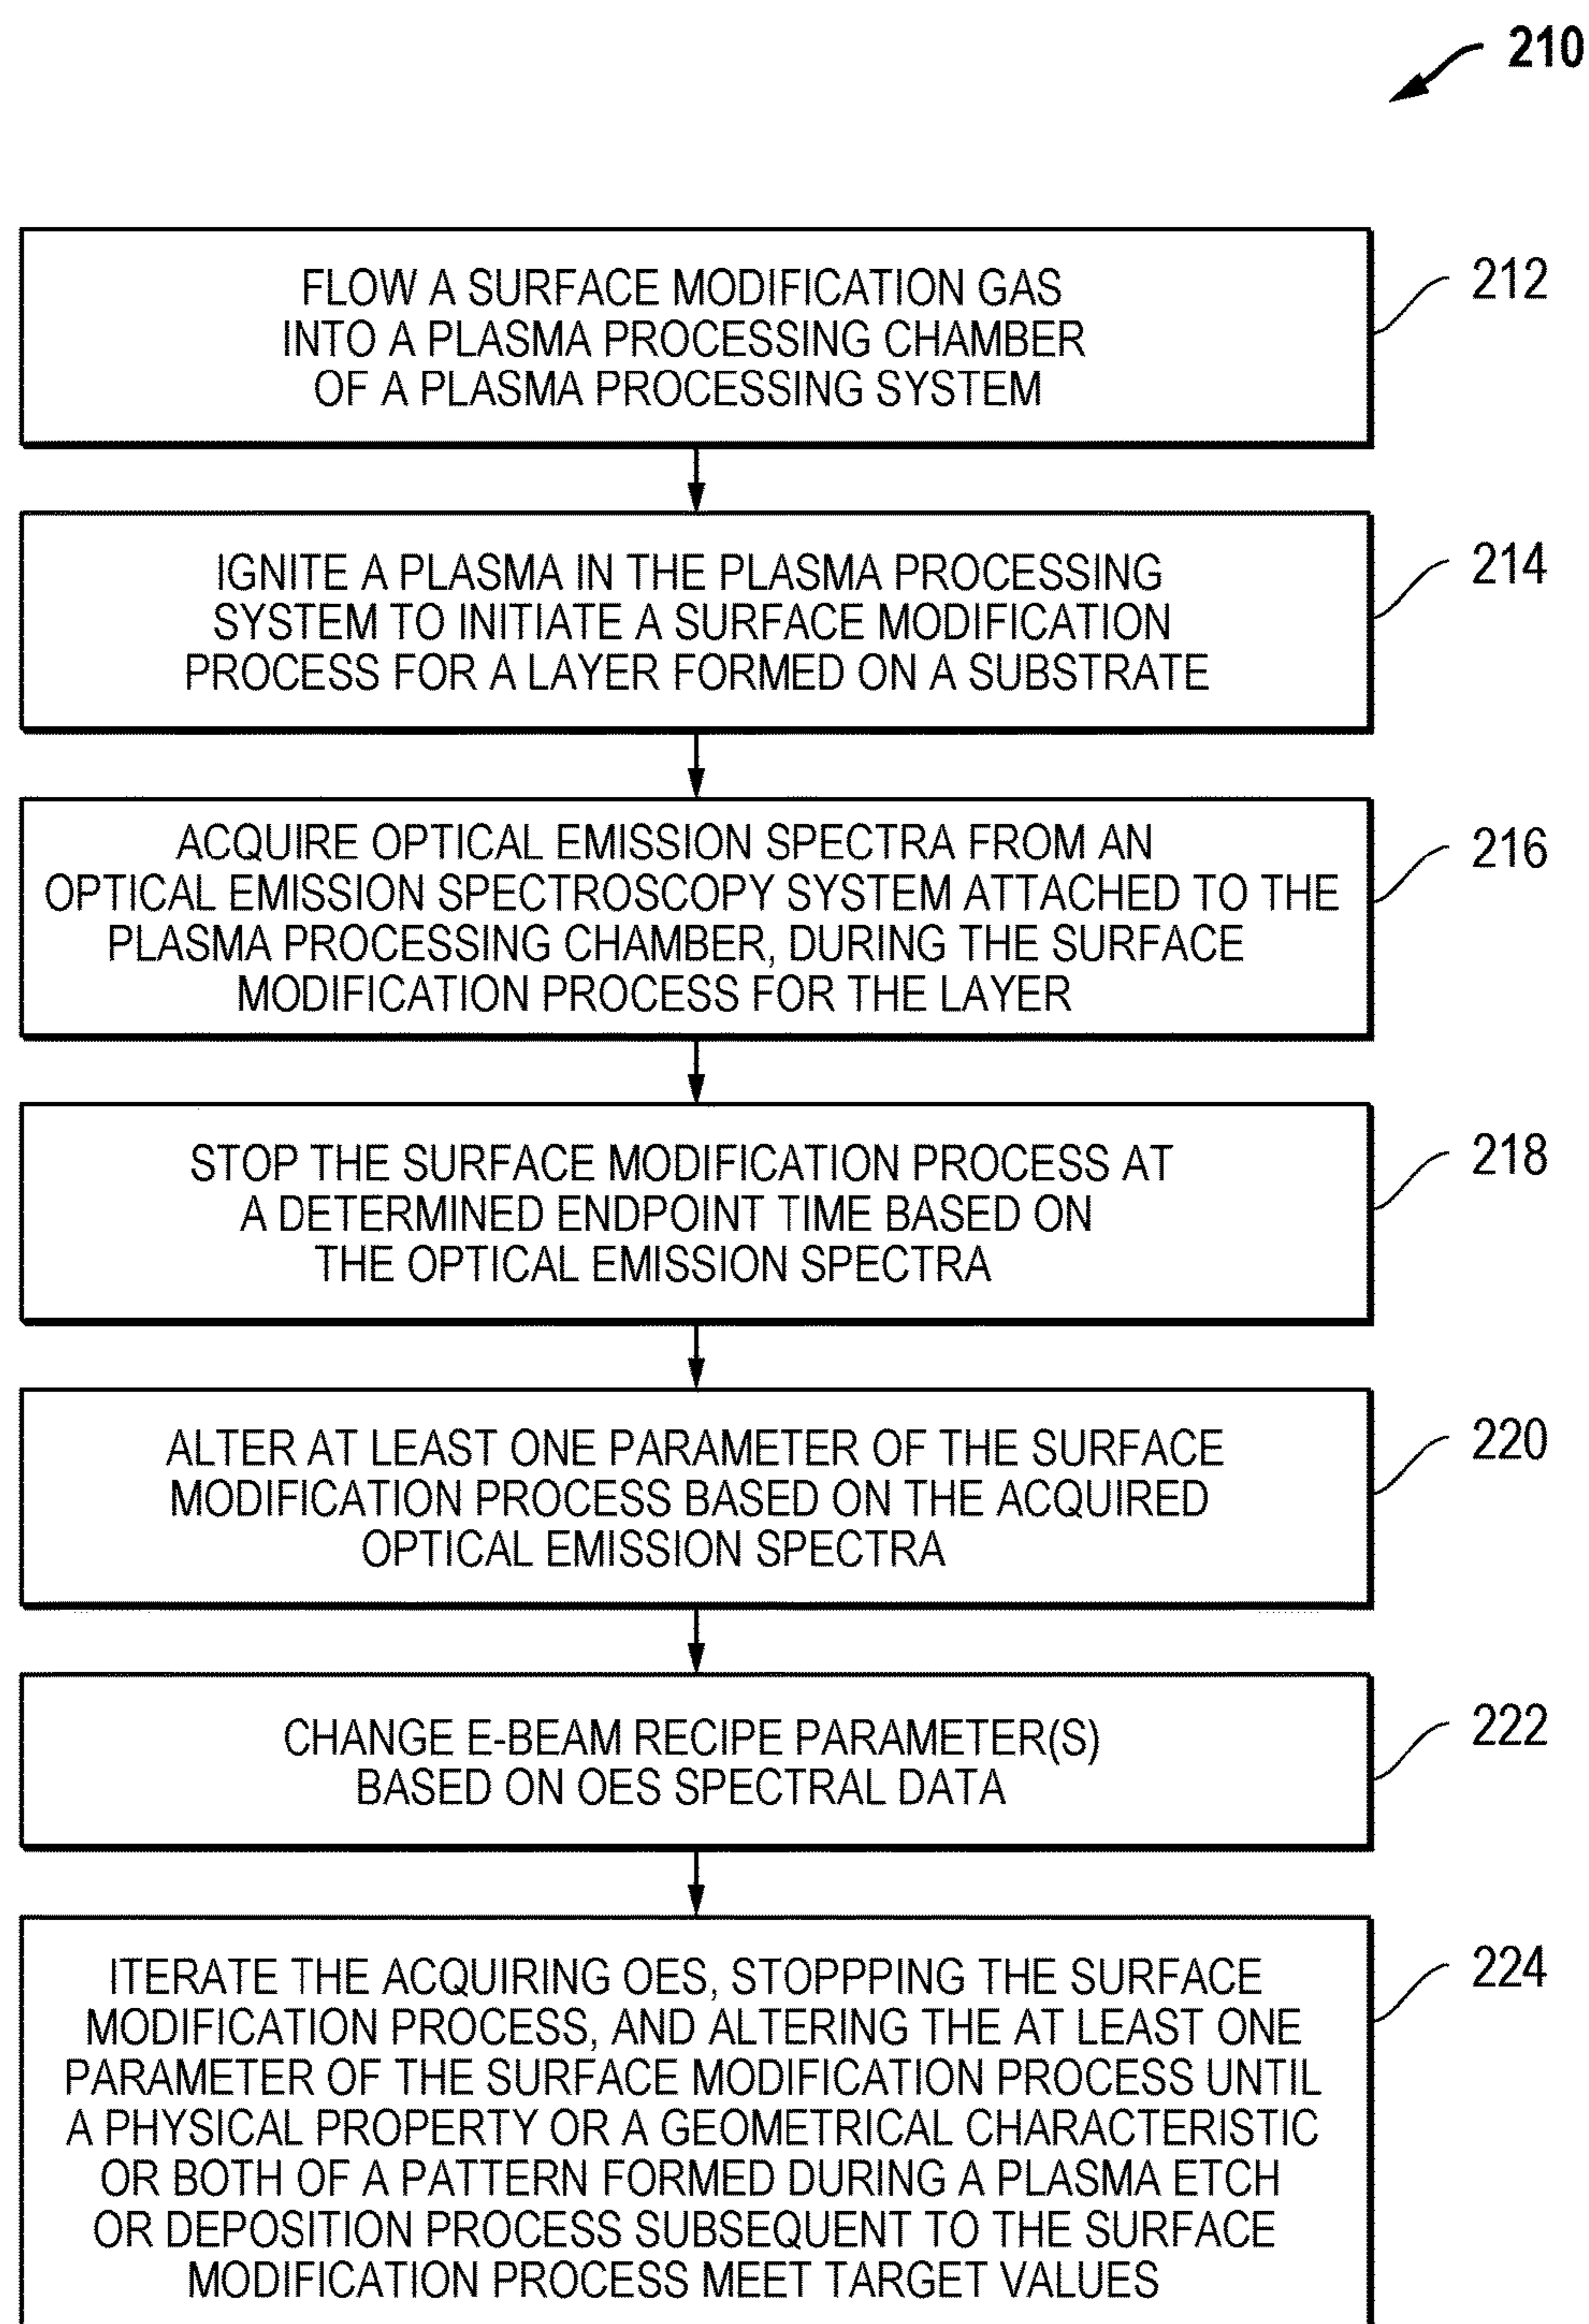 210
FLOW A SURFACE MODIFICATION GAS
INTO A PLASMA PROCESSING CHAMBER
OF A PLASMA PROCESSING SYSTEM
212
IGNITE A PLASMA IN THE PLASMA PROCESSING
SYSTEM TO INITIATE A SURFACE MODIFICATION
PROCESS FOR A LAYER FORMED ON A SUBSTRATE
214
ACQUIRE OPTICAL EMISSION SPECTRA FROM AN
OPTICAL EMISSION SPECTROSCOPY SYSTEM ATTACHED TO THE
PLASMA PROCESSING CHAMBER, DURING THE SURFACE
MODIFICATION PROCESS FOR THE LAYER
216
STOP THE SURFACE MODIFICATION PROCESS AT
A DETERMINED ENDPOINT TIME BASED ON
THE OPTICAL EMISSION SPECTRA
218
ALTER AT LEAST ONE PARAMETER OF THE SURFACE
MODIFICATION PROCESS BASED ON THE ACQUIRED
OPTICAL EMISSION SPECTRA
220
CHANGE E-BEAM RECIPE PARAMETER(S)
BASED ON OES SPECTRAL DATA
222
ITERATE THE ACQUIRING OES, STOPPPING THE SURFACE
MODIFICATION PROCESS, AND ALTERING THE AT LEAST ONE
PARAMETER OF THE SURFACE MODIFICATION PROCESS UNTIL
A PHYSICAL PROPERTY OR A GEOMETRICAL CHARACTERISTIC
OR BOTH OF A PATTERN FORMED DURING A PLASMA ETCH
OR DEPOSITION PROCESS SUBSEQUENT TO THE SURFACE
MODIFICATION PROCESS MEET TARGET VALUES
224